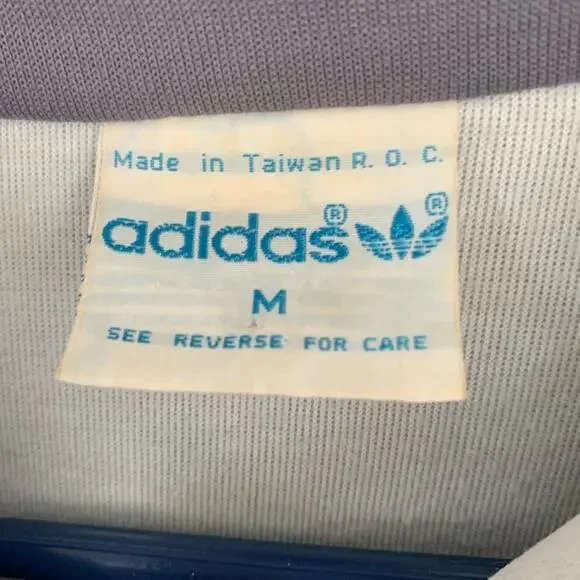 Made in Taiwan R. O. C.
adidas® ®
M
SEE REVERSE FOR CARE